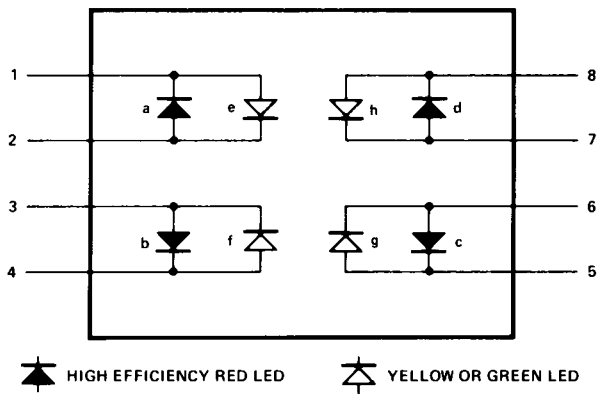 1
8
a
e
h
d
2
7
3
6
b
f
g
c
4
5
HIGH EFFICIENCY RED LED
YELLOW OR GREEN LED